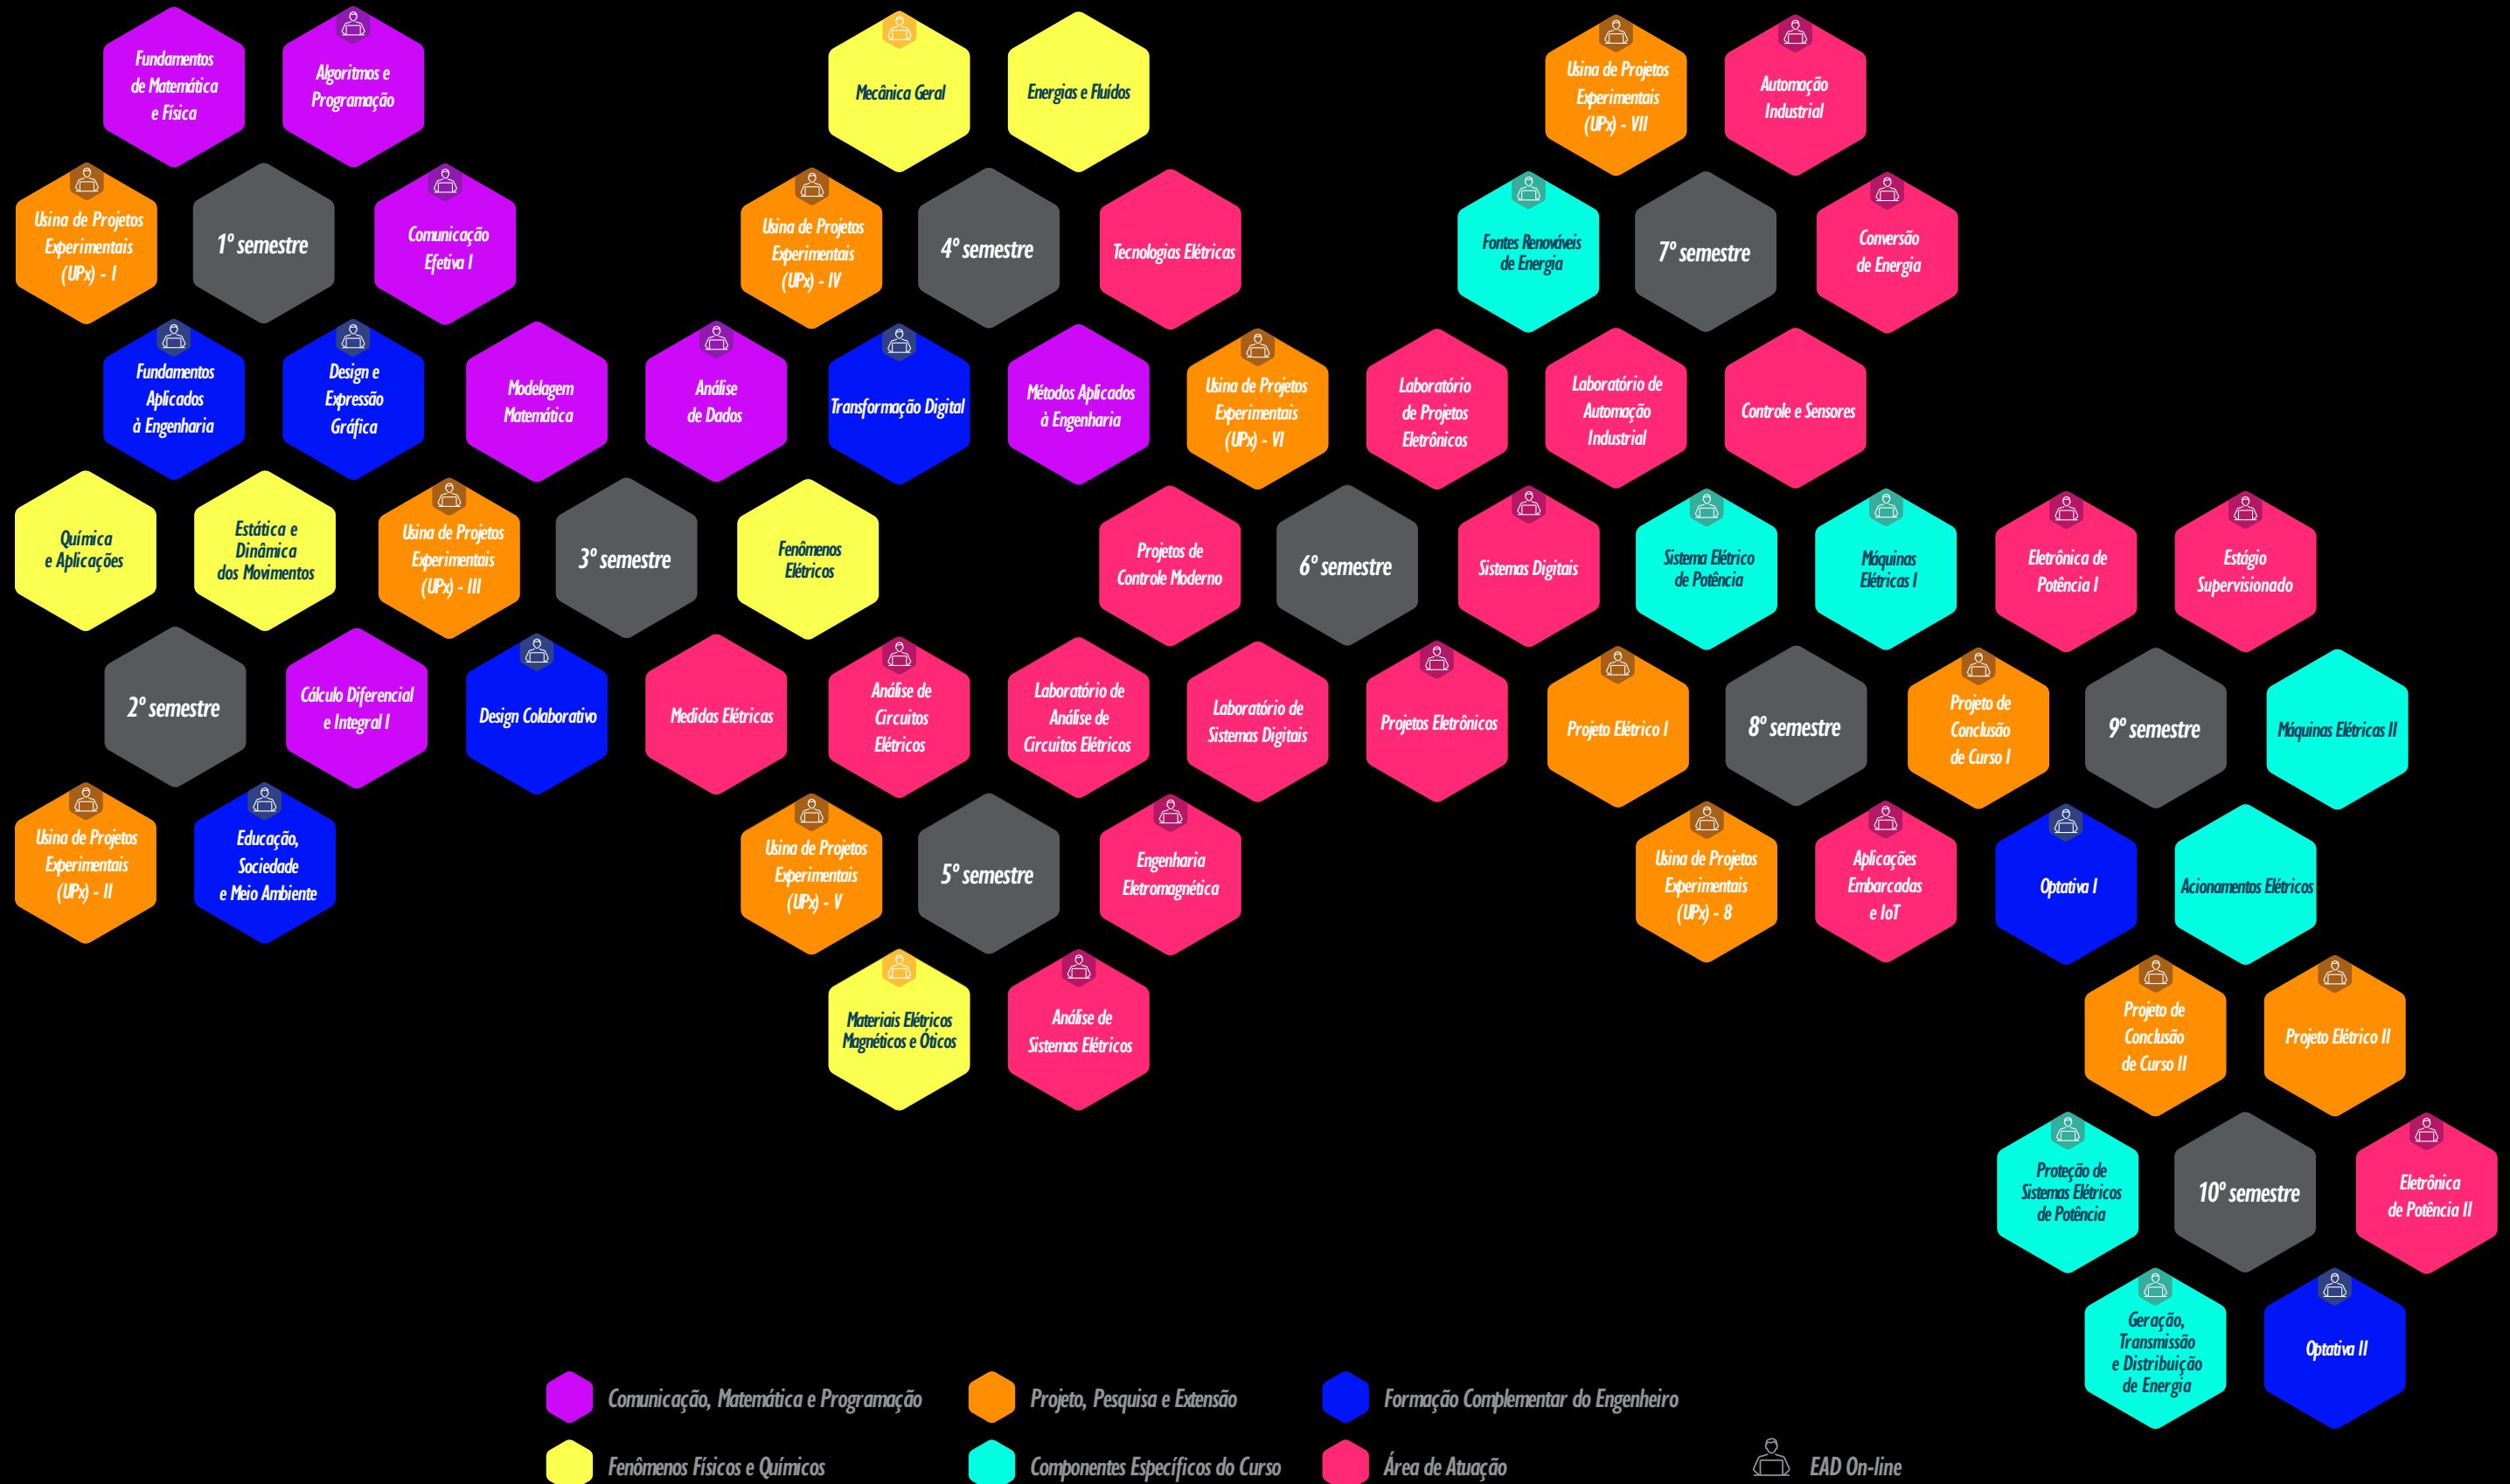 Fundamentos
de Matemática
e Física
Algoritmos e
Programação
Mecânica Geral
Energias e Fluídos
Usina de Projetos
Experimentais
(UPx) - VII
Automação
Industrial
Usina de Projetos
Experimentais
(UPx) - I
1º semestre
Comunicação
Efetiva I
Usina de Projetos
Experimentais
(UPx) - IV
4º semestre
Tecnologias Elétricas
Fontes Renováveis
de Energia
7º semestre
Conversão
de Energia
Fundamentos
Aplicados
à Engenharia
Design e
Expressão
Gráfica
Modelagem
Matemática
Análise
de Dados
Transformação Digital
Métodos Aplicados
à Engenharia
Usina de Projetos
Experimentais
(UPx) - VI
Laboratório
de Projetos
Eletrônicos
Laboratório de
Automação
Industrial
Controle e Sensores
Química
e Aplicações
Estática e
Dinâmica
dos Movimentos
Usina de Projetos
Experimentais
(UPx) - III
3º semestre
Fenômenos
Elétricos
Projetos de
Controle Moderno
6º semestre
Sistemas Digitais
Sistema Elétrico
de Potência
Máquinas
Elétricas I
Eletrônica de
Potência I
Estágio
Supervisionado
2º semestre
Cálculo Diferencial
e Integral I
Design Colaborativo
Medidas Elétricas
Análise de
Circuitos
Elétricos
Laboratório de
Análise de
Circuitos Elétricos
Laboratório de
Sistemas Digitais
Projetos Eletrônicos
Projeto Elétrico I
8º semestre
Projeto de
Conclusão
de Curso I
9º semestre
Máquinas Elétricas II
Usina de Projetos
Experimentais
(UPx) - II
Educação,
Sociedade
e Meio Ambiente
Usina de Projetos
Experimentais
(UPx) - V
5º semestre
Engenharia
Eletromagnética
Usina de Projetos
Experimentais
(UPx) - 8
Aplicações
Embarcadas
e IoT
Optativa I
Acionamentos Elétricos
Materiais Elétricos
Magnéticos e Óticos
Análise de
Sistemas Elétricos
Projeto de
Conclusão
de Curso II
Projeto Elétrico II
Proteção de
Sistemas Elétricos
de Potência
10º semestre
Eletrônica
de Potência II
Geração,
Transmissão
e Distribuição
de Energia
Optativa II
Comunicação, Matemática e Programação
Projeto, Pesquisa e Extensão
Formação Complementar do Engenheiro
Fenômenos Físicos e Químicos
Componentes Específicos do Curso
Área de Atuação
EAD On-line